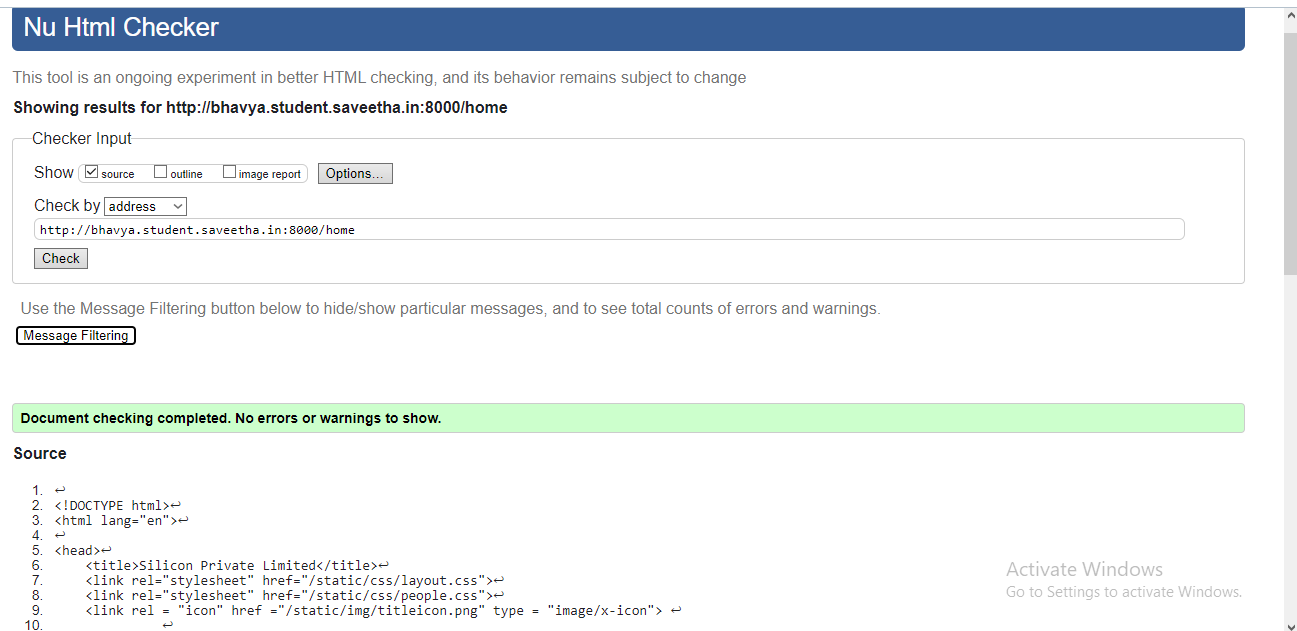 Nu Html Checker
This tool is an ongoing experiment in better HTML checking, and its behavior remains subject to change
Showing results for http://bhavya.student.saveetha.in:8000/home
Checker Input
Show source outline image report Options...
Check by address
http://bhavya.student.saveetha.in:8000/home
Check
Use the Message Filtering button below to hide/show particular messages, and to see total counts of errors and warnings.
Message Filtering
Document checking completed. No errors or warnings to show.
Source
1. ↩
2. <!DOCTYPE html>↩
3. <html lang="en">↩
4. ↩
5. <head>↩
6. <title>Silicon Private Limited</title>↩
7. <link rel="stylesheet" href="/static/css/layout.css">↩
8. <link rel="stylesheet" href="/static/css/people.css">↩
9. <link rel = "icon" href ="/static/img/titleicon.png" type = "image/x-icon"> ↩
10. ↩
Activate Windows
Go to Settings to activate Windows.